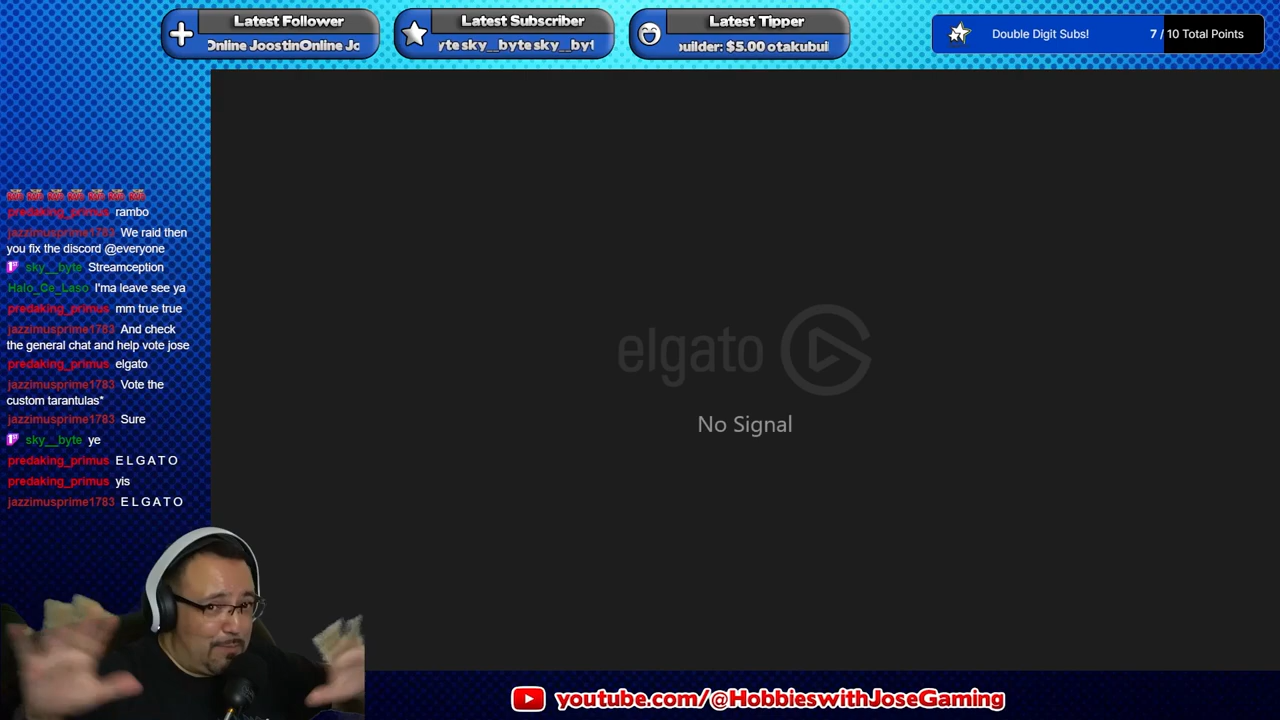 Latest Follower
Online JoostinOnline Jo
Latest Subscriber
yte sky__byte sky__byt
Latest Tipper
uilder: $5.00 otakubuil
Double Digit Subs!
7 / 10 Total Points
predaking_primus rambo
jazzimusprime1783 We raid then
you fix the discord @everyone
sky__byte Streamception
Halo_Ce_Laso I'ma leave see ya
predaking_primus mm true true
jazzimusprime1783 And check
the general chat and help vote jose
predaking_primus elgato
jazzimusprime1783 Vote the
custom tarantulas*
jazzimusprime1783 Sure
sky__byte ye
predaking_primus E L G A T O
predaking_primus yis
jazzimusprime1783 E L G A T O
elgato
No Signal
youtube.com/@HobbieswithJoseGaming